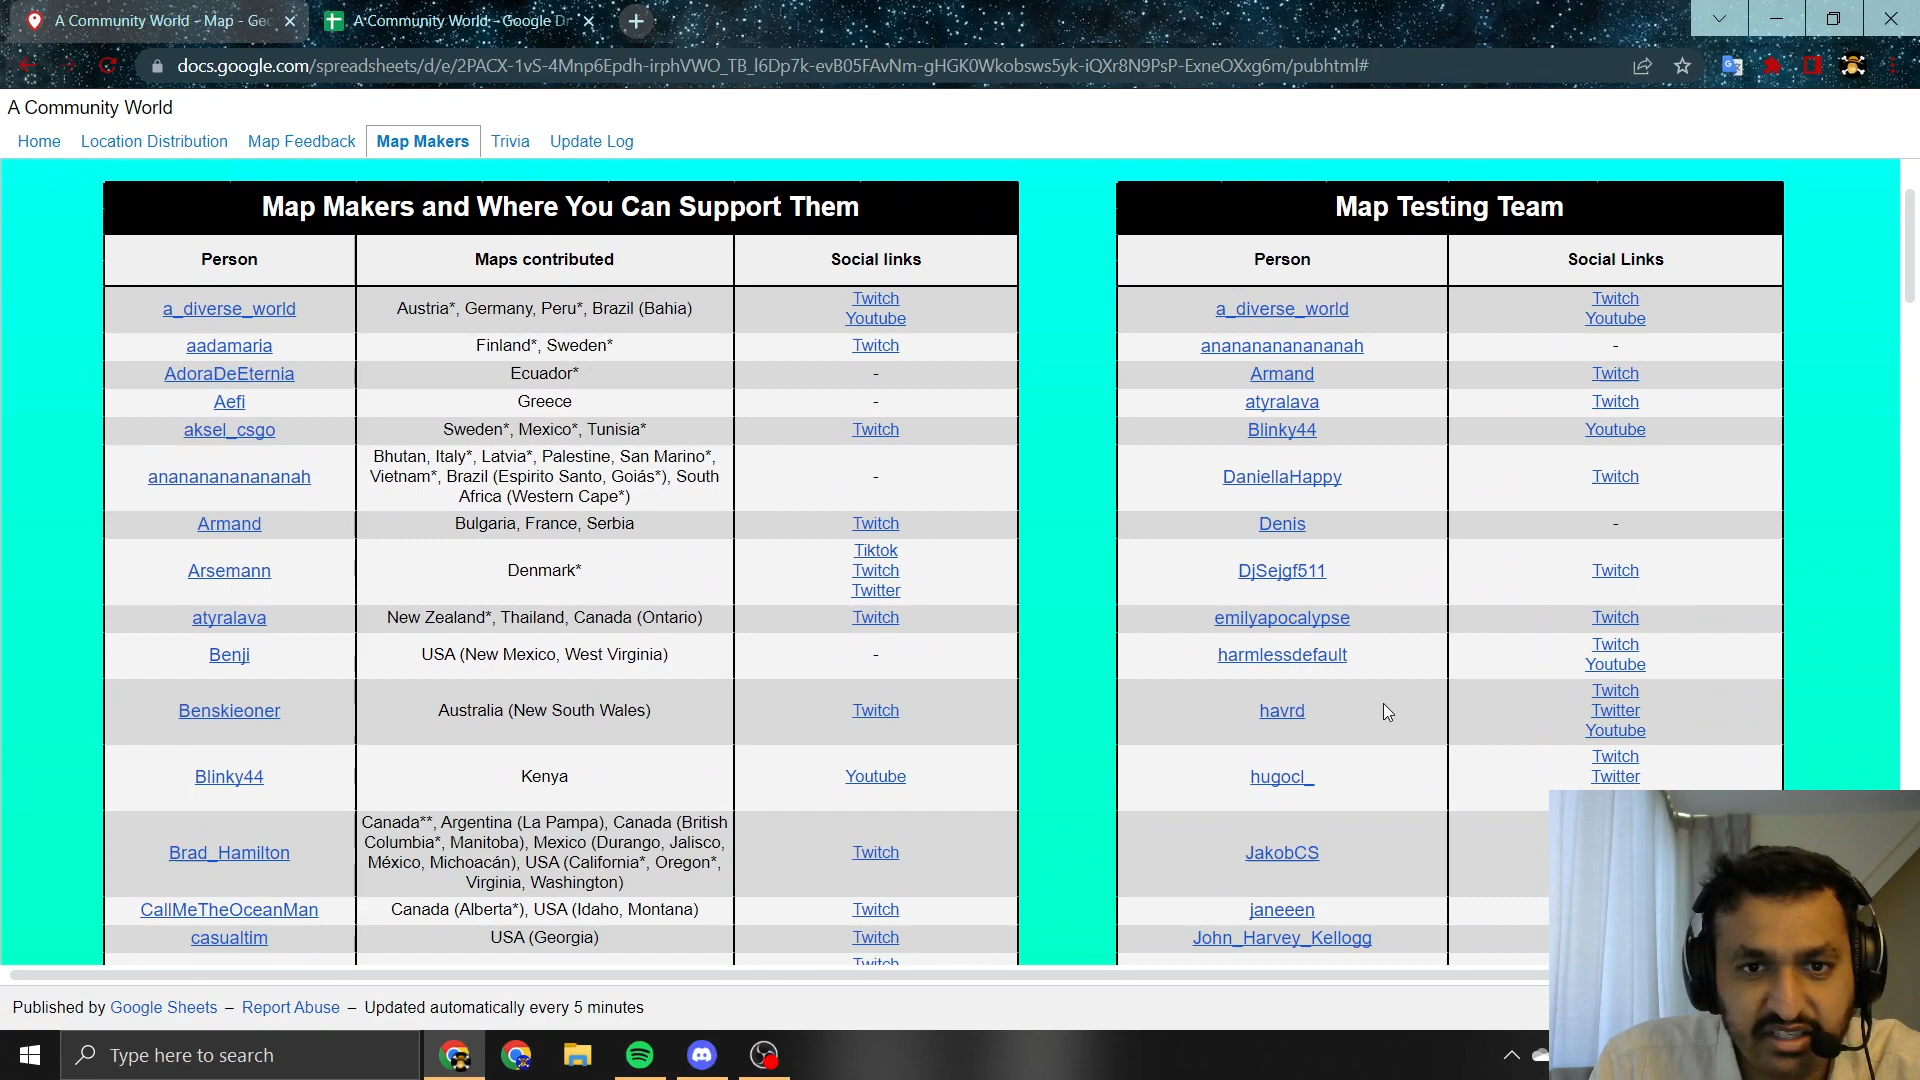 A Community World - Map - Geo
A Community World - Google Dr
docs.google.com/spreadsheets/d/e/2PACX-1vS-4Mnp6Epdh-irphVWO_TB_l6Dp7k-evB05FAvNm-gHGK0Wkobsws5yk-iQXr8N9PsP-ExneOXxg6m/pubhtml#
A Community World
Home Location Distribution Map Feedback Map Makers Trivia Update Log
Map Makers and Where You Can Support Them
Person Maps contributed Social links
a_diverse_world Austria*, Germany, Peru*, Brazil (Bahia) Twitch
Youtube
aadamaria Finland*, Sweden* Twitch
AdoraDeEternia Ecuador* -
Aefi Greece -
aksel_csgo Sweden*, Mexico*, Tunisia* Twitch
Bhutan, Italy*, Latvia*, Palestine, San Marino*,
anananananananah Vietnam*, Brazil (Espirito Santo, Goiás*), South -
Africa (Western Cape*)
Armand Bulgaria, France, Serbia Twitch
Tiktok
Arsemann Denmark* Twitch
Twitter
atyralava New Zealand*, Thailand, Canada (Ontario) Twitch
Benji USA (New Mexico, West Virginia) -
Benskieoner Australia (New South Wales) Twitch
Blinky44 Kenya Youtube
Canada**, Argentina (La Pampa), Canada (British
Brad_Hamilton Columbia*, Manitoba), Mexico (Durango, Jalisco, Twitch
México, Michoacán), USA (California*, Oregon*,
Virginia, Washington)
CallMeTheOceanMan Canada (Alberta*), USA (Idaho, Montana) Twitch
casualtim USA (Georgia) Twitch
Twitch
Map Testing Team
Person Social Links
a_diverse_world Twitch
Youtube
anananananananah -
Armand Twitch
atyralava Twitch
Blinky44 Youtube
DaniellaHappy Twitch
Denis -
DjSejgf511 Twitch
emilyapocalypse Twitch
harmlessdefault Twitch
Youtube
Twitch
havrd Twitter
Youtube
hugocl_ Twitch
Twitter
JakobCS
janeeen
John_Harvey_Kellogg
Published by Google Sheets – Report Abuse – Updated automatically every 5 minutes
Type here to search